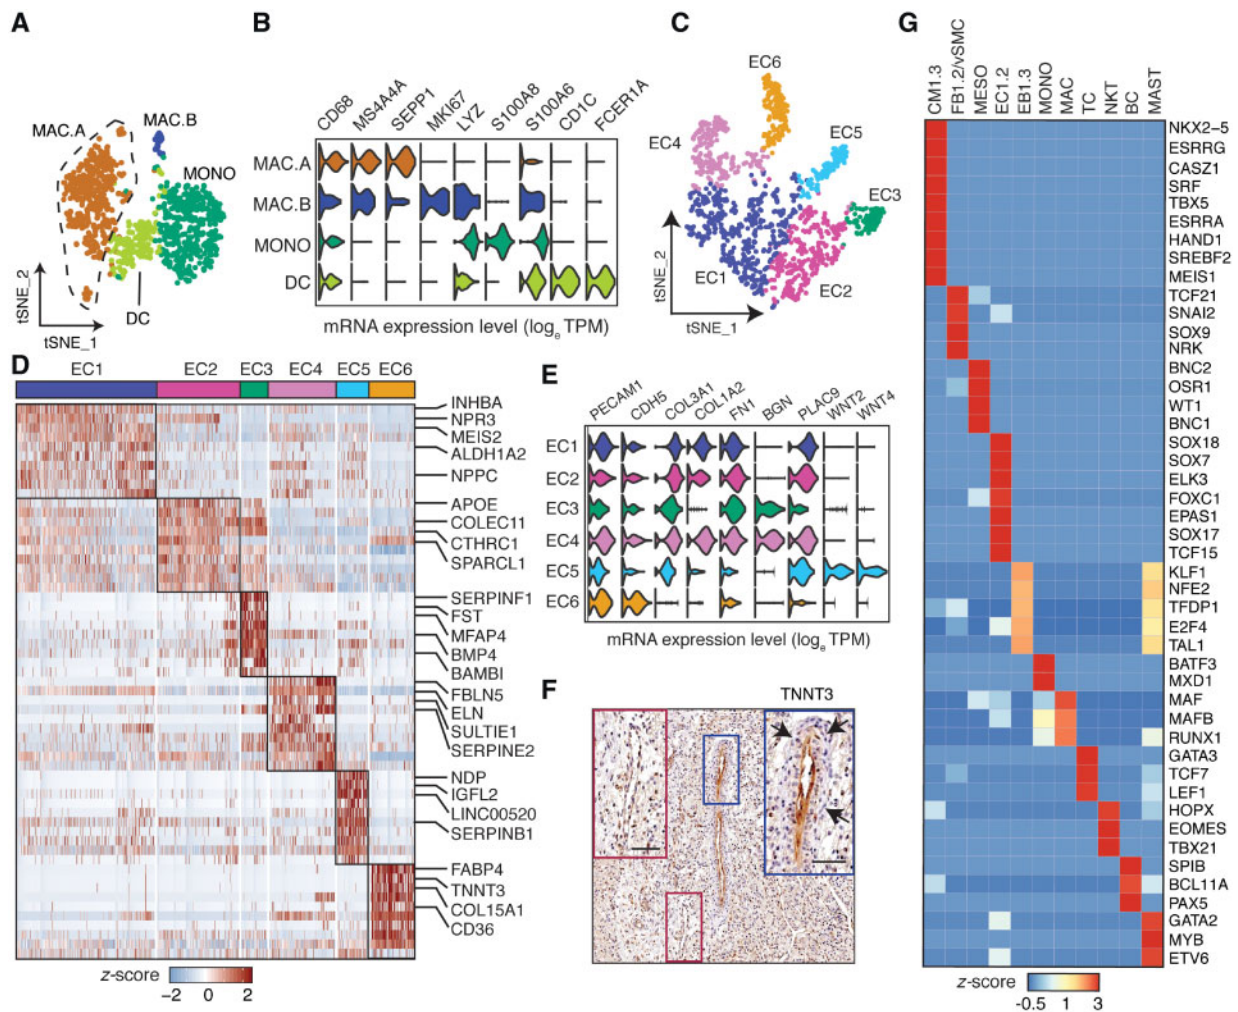 A
MAC.A
MAC.B
MONO
DC
tSNE_2
tSNE_1
B
CD68
MS4A4A
SEPP1
MKI67
LYZ
S100A8
S100A6
CD1C
FCER1A
MAC.A
MAC.B
MONO
DC
mRNA expression level (logₑ TPM)
C
EC6
EC4
EC5
EC3
EC1
EC2
tSNE_2
tSNE_1
D
EC1 EC2 EC3 EC4 EC5 EC6
INHBA
NPR3
MEIS2
ALDH1A2
NPPC
APOE
COLEC11
CTHRC1
SPARCL1
SERPINF1
FST
MFAP4
BMP4
BAMBI
FBLN5
ELN
SULTIE1
SERPINE2
NDP
IGFL2
LINC00520
SERPINB1
FABP4
TNNT3
COL15A1
CD36
z-score
−2 0 2
E
PECAM1
CDH5
COL3A1
COL1A2
FN1
BGN
PLAC9
WNT2
WNT4
EC1
EC2
EC3
EC4
EC5
EC6
mRNA expression level (logₑ TPM)
F
TNNT3
G
CM1.3
FB1.2/vSMC
MESO
EC1.2
EB1.3
MONO
MAC
TC
NKT
BC
MAST
NKX2−5
ESRRG
CASZ1
SRF
TBX5
ESRRA
HAND1
SREBF2
MEIS1
TCF21
SNAI2
SOX9
NRK
BNC2
OSR1
WT1
BNC1
SOX18
SOX7
ELK3
FOXC1
EPAS1
SOX17
TCF15
KLF1
NFE2
TFDP1
E2F4
TAL1
BATF3
MXD1
MAF
MAFB
RUNX1
GATA3
TCF7
LEF1
HOPX
EOMES
TBX21
SPIB
BCL11A
PAX5
GATA2
MYB
ETV6
z-score
-0.5 1 3